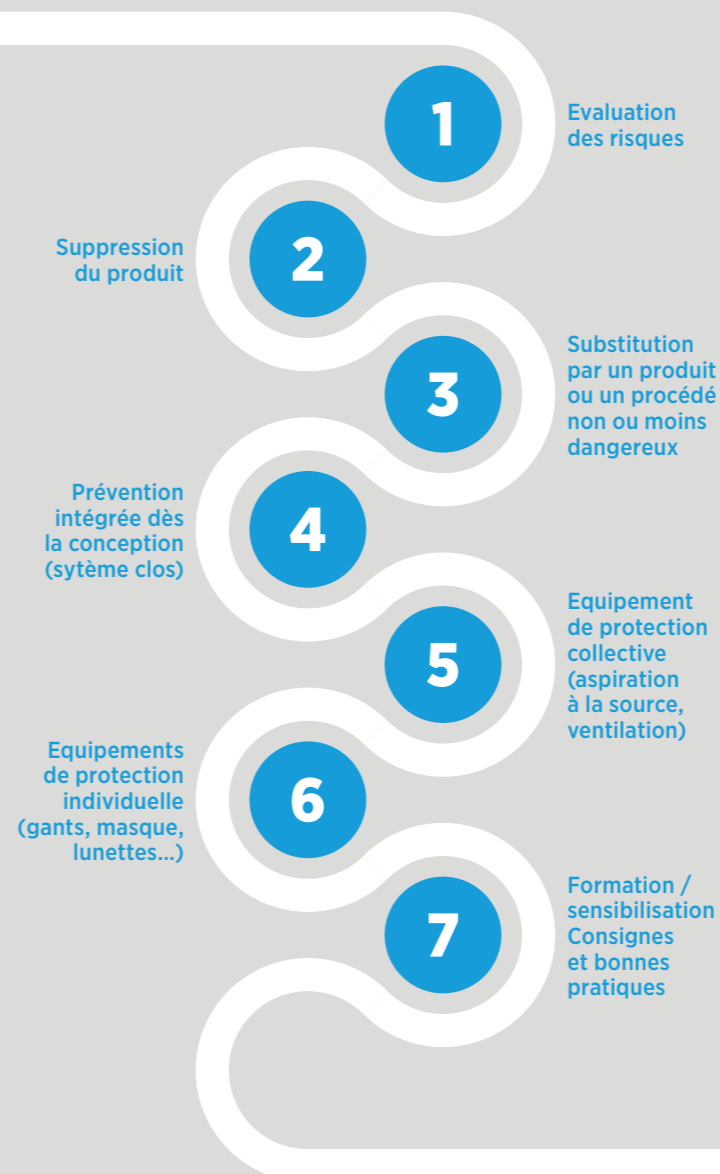 1
Evaluation
des risques
2
Suppression
du produit
3
Substitution
par un produit
ou un procédé
non ou moins
dangereux
4
Prévention
intégrée dès
la conception
(sytème clos)
5
Equipement
de protection
collective
(aspiration
à la source,
ventilation)
6
Equipements
de protection
individuelle
(gants, masque,
lunettes...)
7
Formation /
sensibilisation
Consignes
et bonnes
pratiques